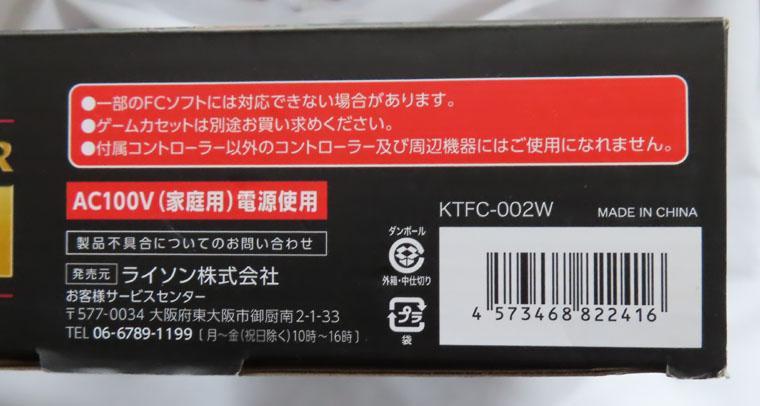 ●一部のFCソフトには対応できない場合があります。
●ゲームカセットは別途お買い求めください。
●付属コントローラー以外のコントローラー及び周辺機器にはご使用になれません。
R
AC100V(家庭用)電源使用
製品不具合についてのお問い合わせ
発売元 ライソン株式会社
お客様サービスセンター
〒577-0034 大阪府東大阪市御厨南2-1-33
TEL 06-6789-1199 〔月〜金(祝日除く)10時〜16時〕
ダンボール
外箱・中仕切り
プラ
袋
KTFC-002W MADE IN CHINA
4 573468 822416